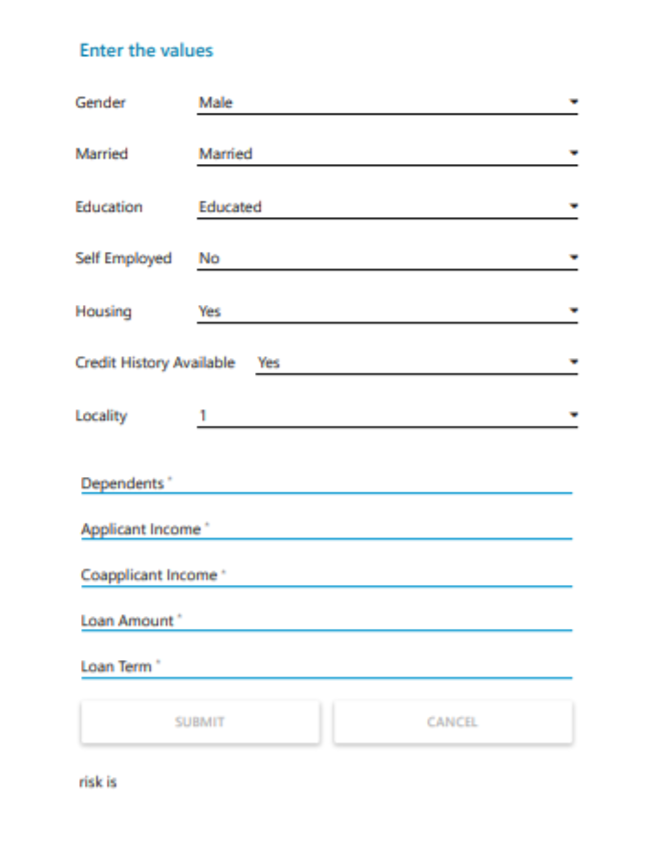 Enter the values
Gender Male
Married Married
Education Educated
Self Employed No
Housing Yes
Credit History Available Yes
Locality 1
Dependents *
Applicant Income *
Coapplicant Income *
Loan Amount *
Loan Term *
SUBMIT CANCEL
risk is